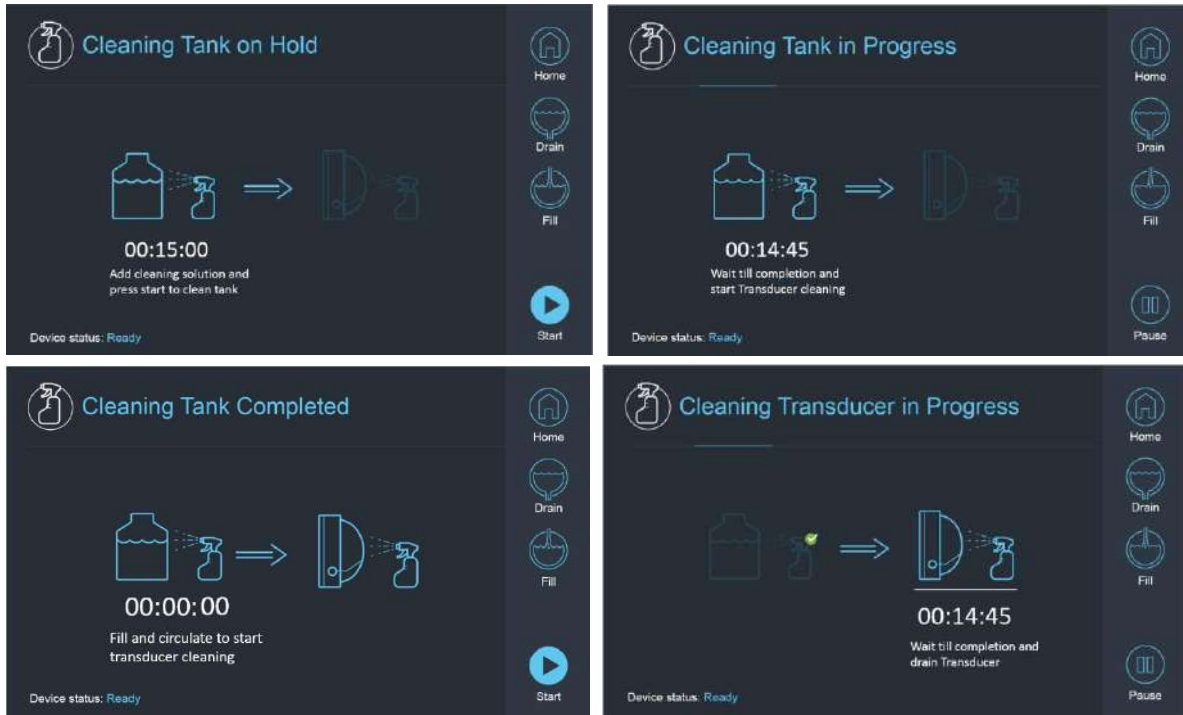 Cleaning Tank on Hold
Home
Drain
Fill
00:15:00
Add cleaning solution and
press start to clean tank
Start
Device status: Ready
Cleaning Tank in Progress
Home
Drain
Fill
00:14:45
Wait till completion and
start Transducer cleaning
Pause
Device status: Ready
Cleaning Tank Completed
Home
Drain
Fill
00:00:00
Fill and circulate to start
transducer cleaning
Start
Device status: Ready
Cleaning Transducer in Progress
Home
Drain
Fill
00:14:45
Wait till completion and
drain Transducer
Pause
Device status: Ready